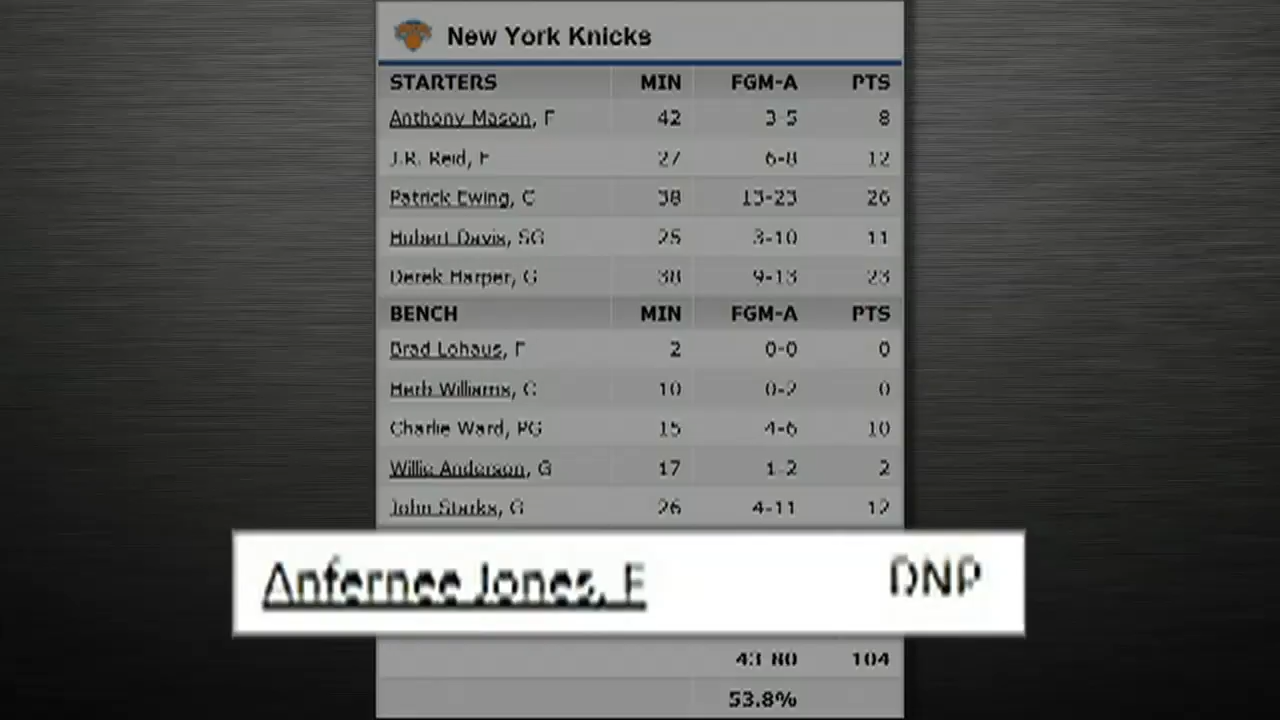 New York Knicks
STARTERS MIN FGM-A PTS
Anthony Mason, F 42 3-5 8
J.R. Reid, F 27 6-8 12
Patrick Ewing, C 38 13-23 26
Hubert Davis, SG 25 3-10 11
Derek Harper, G 38 9-13 23
BENCH MIN FGM-A PTS
Brad Lohaus, F 2 0-0 0
Herb Williams, C 10 0-2 0
Charlie Ward, PG 15 4-6 10
Willie Anderson, G 17 1-2 2
John Starks, G 26 4-11 12
Anfernee Jones, F DNP
43-80 104
53.8%